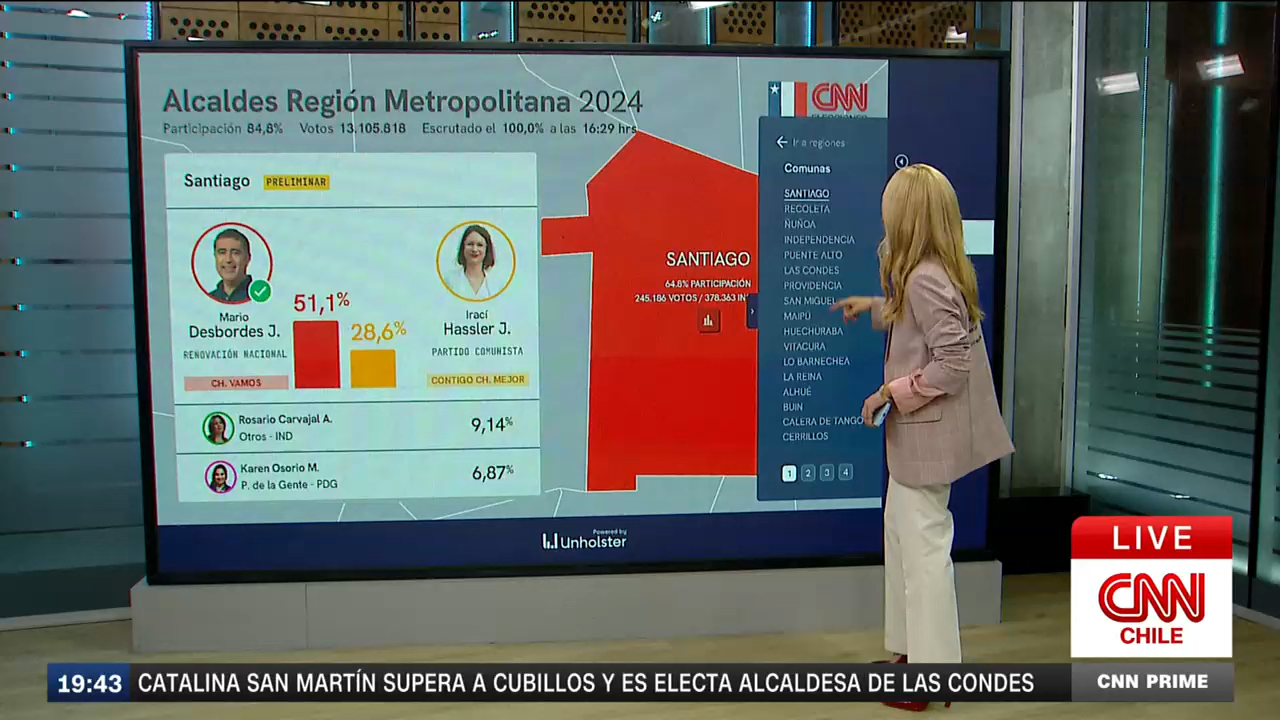 Alcaldes Región Metropolitana 2024
Participación 84,8% Votos 13.105.818 Escrutado el 100,0% a las 16:29 hrs
CNN
Santiago PRELIMINAR
51,1%
28,6%
Mario
Desbordes J.
RENOVACIÓN NACIONAL
CH. VAMOS
Irací
Hassler J.
PARTIDO COMUNISTA
CONTIGO CH. MEJOR
Rosario Carvajal A.
Otros - IND
9,14%
Karen Osorio M.
P. de la Gente - PDG
6,87%
SANTIAGO
64.8% PARTICIPACIÓN
245.186 VOTOS / 378.363
Ir a regiones
Comunas
SANTIAGO
RECOLETA
ÑUÑOA
INDEPENDENCIA
PUENTE ALTO
LAS CONDES
PROVIDENCIA
SAN MIGUEL
MAIPÚ
HUECHURABA
VITACURA
LO BARNECHEA
LA REINA
ALHUÉ
BUIN
CALERA DE TANGO
CERRILLOS
1 2 3 4
Powered by
Unholster
LIVE
CNN
CHILE
19:43 CATALINA SAN MARTÍN SUPERA A CUBILLOS Y ES ELECTA ALCALDESA DE LAS CONDES CNN PRIME